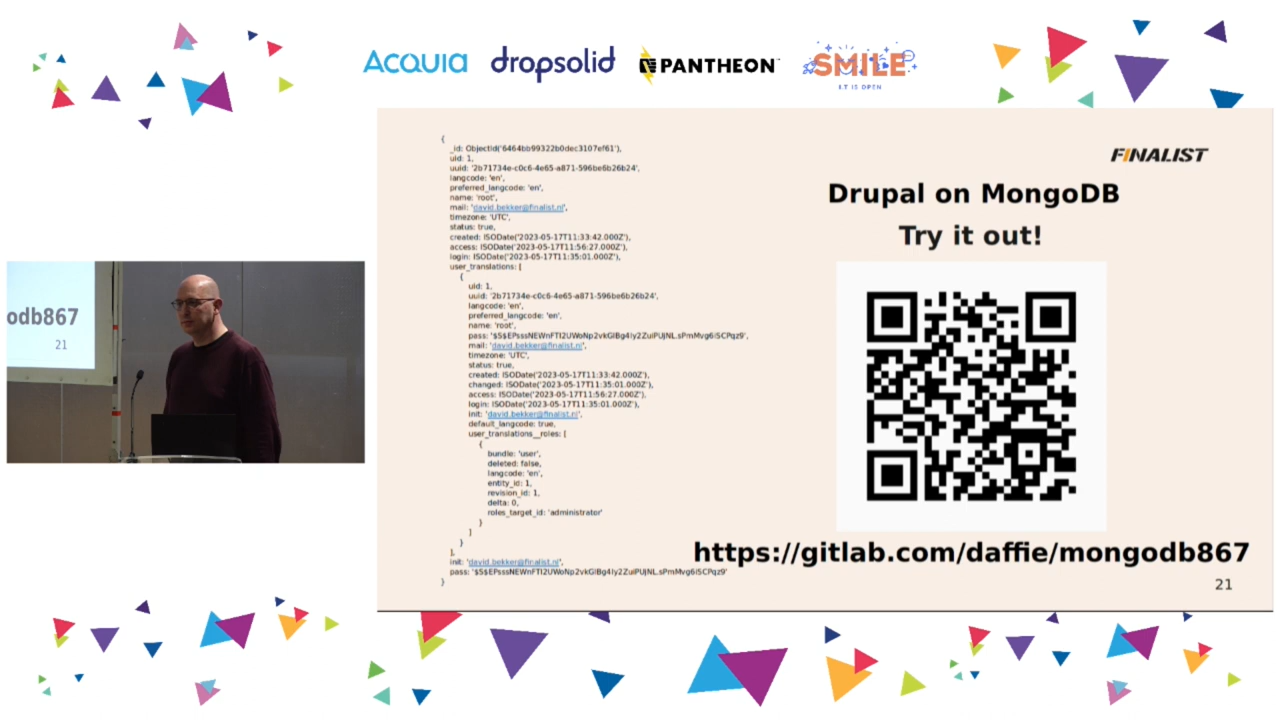 ACQUIA dropsolid PANTHEON SMILE
I.T IS OPEN
{
_id: ObjectId('6464bb99322b0dec3107ef61'),
uid: 1,
uuid: '2b71734e-c0c6-4e65-a871-596be6b26b24',
langcode: 'en',
preferred_langcode: 'en',
name: 'root',
mail: 'david.bekker@finalist.nl',
timezone: 'UTC',
status: true,
created: ISODate('2023-05-17T11:33:42.000Z'),
access: ISODate('2023-05-17T11:56:27.000Z'),
login: ISODate('2023-05-17T11:35:01.000Z'),
user_translations: [
{
uid: 1,
uuid: '2b71734e-c0c6-4e65-a871-596be6b26b24',
langcode: 'en',
preferred_langcode: 'en',
name: 'root',
pass:
mail: 'david.bekker@finalist.nl',
timezone: 'UTC',
status: true,
created: ISODate('2023-05-17T11:33:42.000Z'),
changed: ISODate('2023-05-17T11:35:01.000Z'),
access: ISODate('2023-05-17T11:56:27.000Z'),
login: ISODate('2023-05-17T11:35:01.000Z'),
init: 'david.bekker@finalist.nl',
default_langcode: true,
user_translations__roles: [
{
bundle: 'user',
deleted: false,
langcode: 'en',
entity_id: 1,
revision_id: 1,
delta: 0,
roles_target_id: 'administrator'
}
]
}
],
init: 'david.bekker@finalist.nl',
pass:
}
FINALIST
Drupal on MongoDB
Try it out!
https://gitlab.com/daffie/mongodb867
21
odb867
21